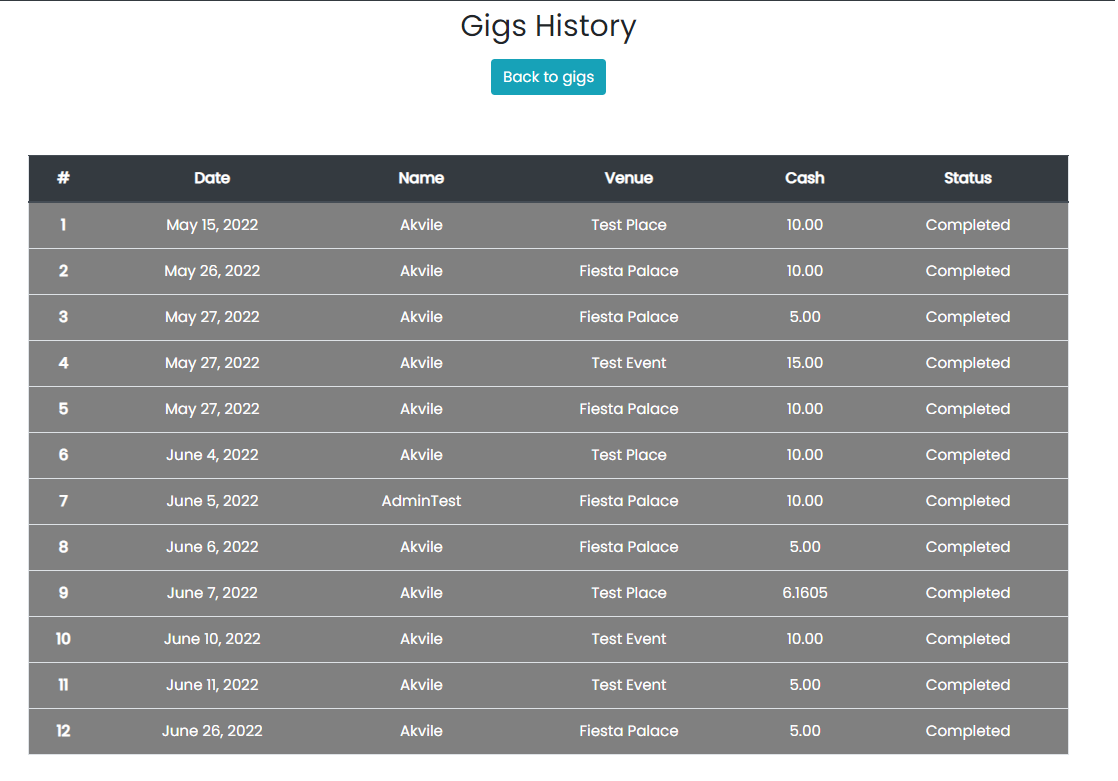 Gigs History
Back to gigs
# Date Name Venue Cash Status
1 May 15, 2022 Akvile Test Place 10.00 Completed
2 May 26, 2022 Akvile Fiesta Palace 10.00 Completed
3 May 27, 2022 Akvile Fiesta Palace 5.00 Completed
4 May 27, 2022 Akvile Test Event 15.00 Completed
5 May 27, 2022 Akvile Fiesta Palace 10.00 Completed
6 June 4, 2022 Akvile Test Place 10.00 Completed
7 June 5, 2022 AdminTest Fiesta Palace 10.00 Completed
8 June 6, 2022 Akvile Fiesta Palace 5.00 Completed
9 June 7, 2022 Akvile Test Place 6.1605 Completed
10 June 10, 2022 Akvile Test Event 10.00 Completed
11 June 11, 2022 Akvile Test Event 5.00 Completed
12 June 26, 2022 Akvile Fiesta Palace 5.00 Completed